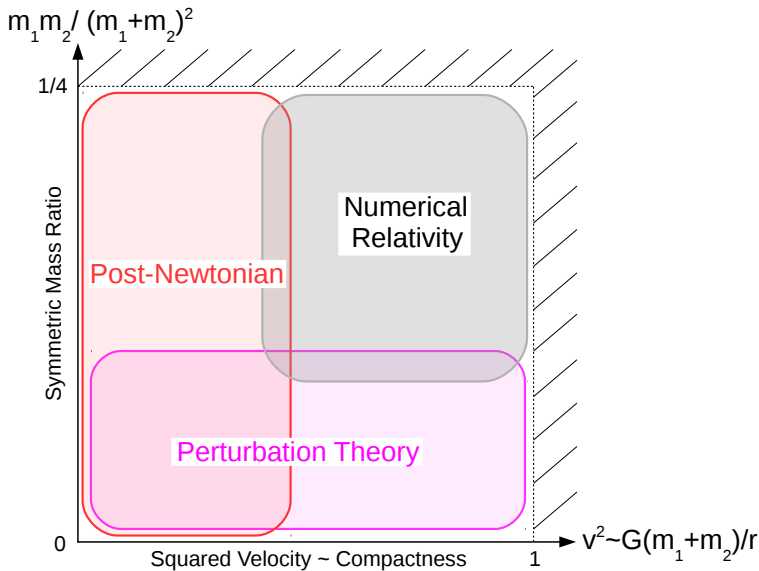 m₁m₂/ (m₁+m₂)²
1/4
Numerical
Relativity
Post-Newtonian
Symmetric Mass Ratio
Perturbation Theory
0
Squared Velocity ~ Compactness
1
v²~G(m₁+m₂)/r